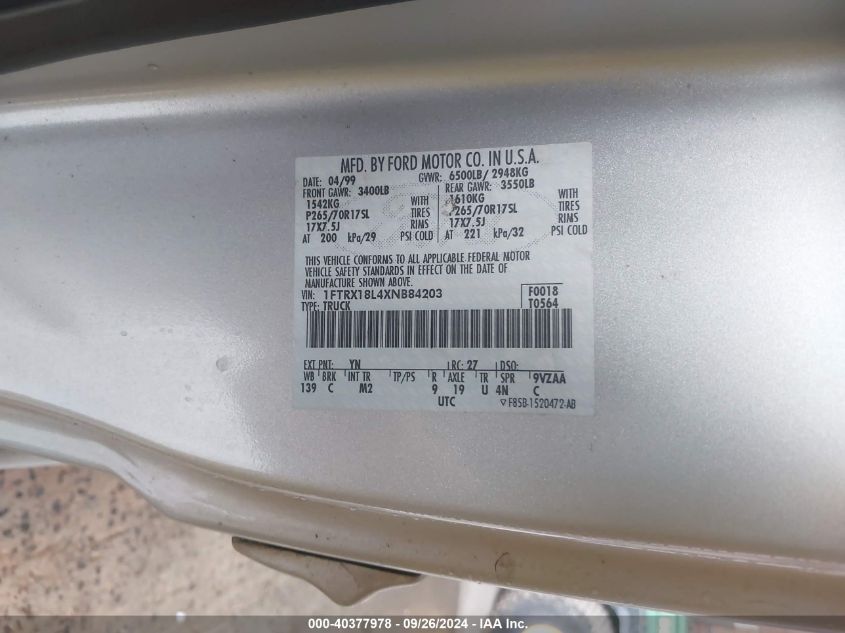 MFD. BY FORD MOTOR CO. IN U.S.A.
DATE: 04/99 GVWR: 6500LB/ 2948KG
FRONT GAWR: 3400LB REAR GAWR: 3550LB
1542KG WITH 1610KG WITH
P265/70R17SL TIRES P265/70R17SL TIRES
17X7.5J RIMS 17X7.5J RIMS
AT 200 kPa/29 PSI COLD AT 221 kPa/32 PSI COLD
THIS VEHICLE CONFORMS TO ALL APPLICABLE FEDERAL MOTOR
VEHICLE SAFETY STANDARDS IN EFFECT ON THE DATE OF
MANUFACTURE SHOWN ABOVE.
VIN: 1FTRX18L4XNB84203 F0018
TYPE: TRUCK T0564
EXT PNT: YN RC: 27 DSO:
WB BRK INT TR TP/PS R AXLE TR SPR 9VZAA
139 C M2 9 19 U 4N C
UTC F85B-1520472-AB
000-40377978 - 09/26/2024 - IAA Inc.